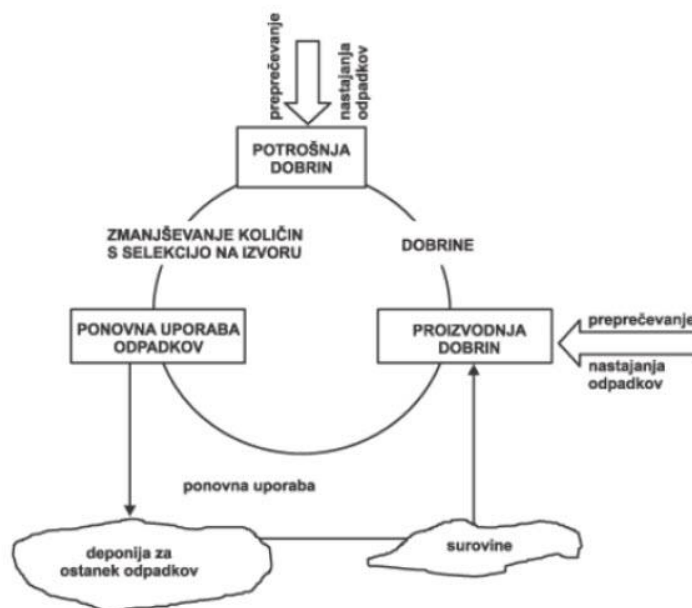 preprečevanje
nastajanja
odpadkov
POTROŠNJA
DOBRIN
ZMANJŠEVANJE KOLIČIN
S SELEKCIJO NA IZVORU
DOBRINE
PONOVNA UPORABA
ODPADKOV
PROIZVODNJA
DOBRIN
preprečevanje
nastajanja
odpadkov
ponovna uporaba
deponija za
ostanek odpadkov
surovine